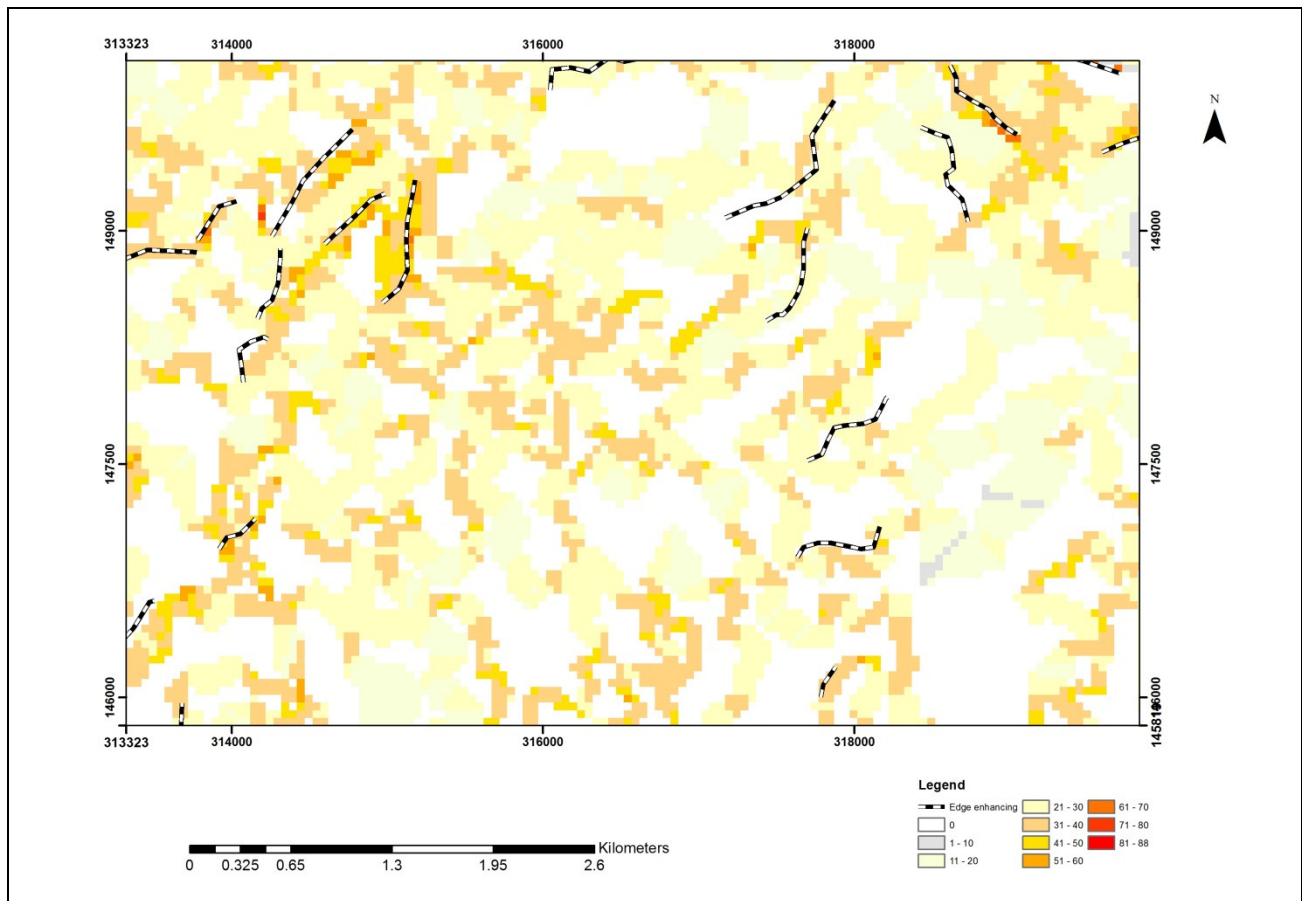 313323 314000 316000 318000
N
149000 149000
147500 147500
146000 146000
313323 314000 316000 318000
Legend
Edge enhancing 21 - 30 61 - 70
0 31 - 40 71 - 80
1 - 10 41 - 50 81 - 88
11 - 20 51 - 60
Kilometers
0 0.325 0.65 1.3 1.95 2.6